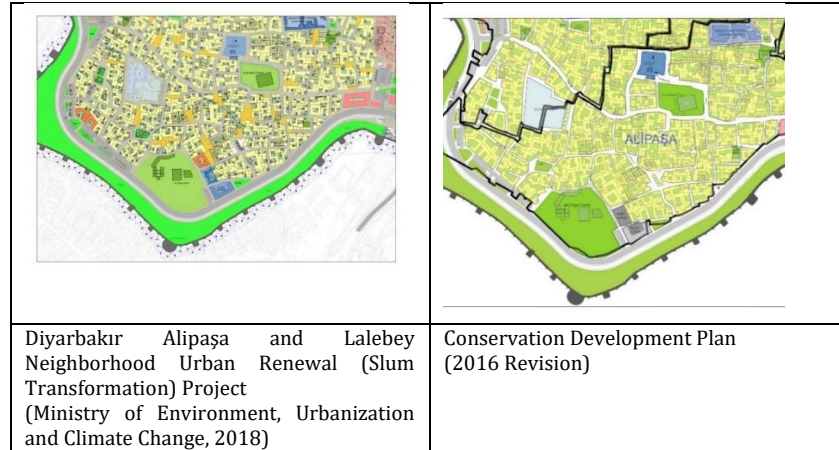 ALİPAŞA
Diyarbakır Alipaşa and Lalebey
Neighborhood Urban Renewal (Slum
Transformation) Project
(Ministry of Environment, Urbanization
and Climate Change, 2018)
Conservation Development Plan
(2016 Revision)